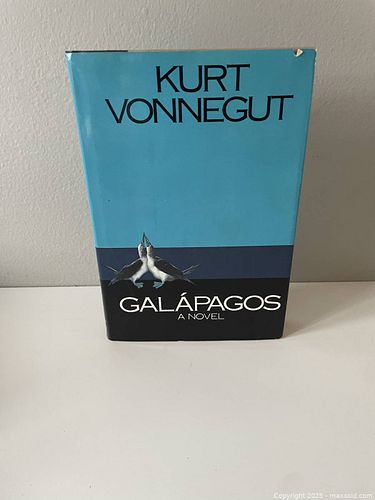 KURT
VONNEGUT
GALÁPAGOS
A NOVEL
Copyright 2025 - maxsold.com